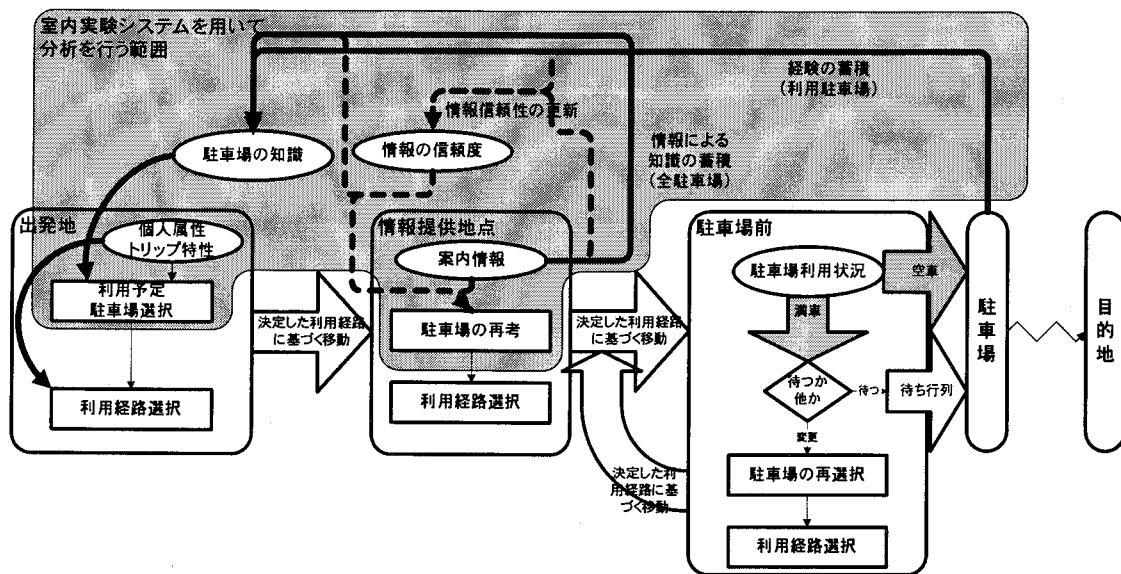 室内実験システムを用いて
分析を行う範囲
経験の蓄積
(利用駐車場)
情報信頼性の更新
駐車場の知識
情報の信頼度
情報による
知識の蓄積
(全駐車場)
出発地
個人属性
トリップ特性
利用予定
駐車場選択
利用経路選択
決定した利用経路
に基づく移動
情報提供地点
案内情報
駐車場の再考
利用経路選択
決定した利用経路
に基づく移動
決定した利
用経路に基
づく移動
駐車場前
駐車場利用状況
空車
満車
待つか
他か
待つ
待ち行列
変更
駐車場の再選択
利用経路選択
駐車場
目的地